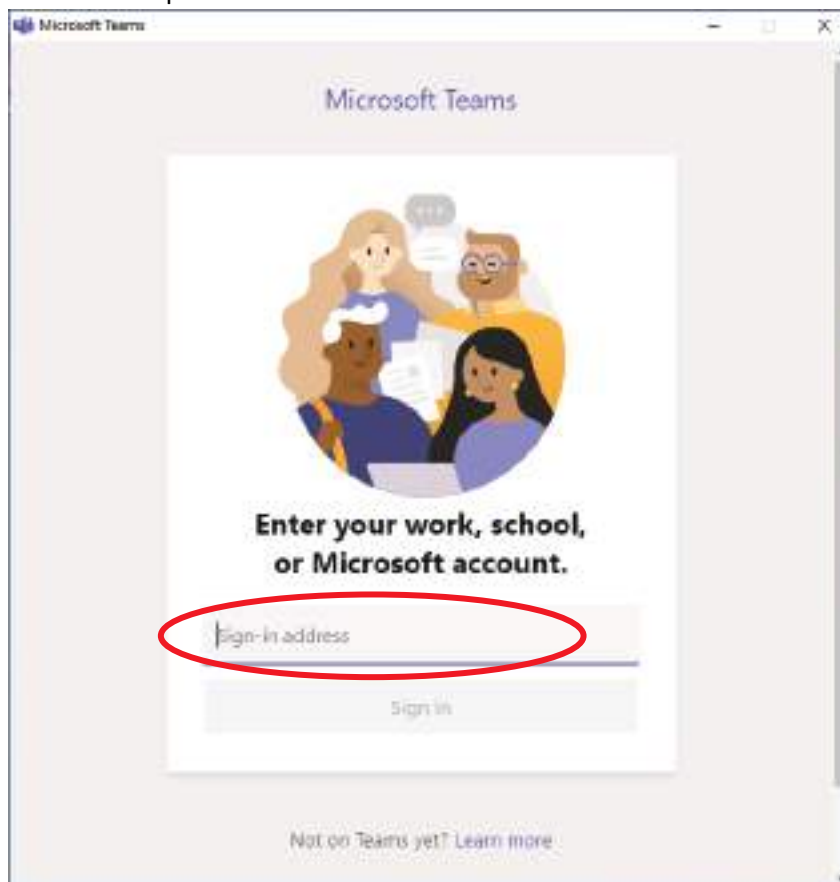 Microsoft Teams
Microsoft Teams
Enter your work, school,
or Microsoft account.
Sign-in address
Sign in
Not on Teams yet? Learn more